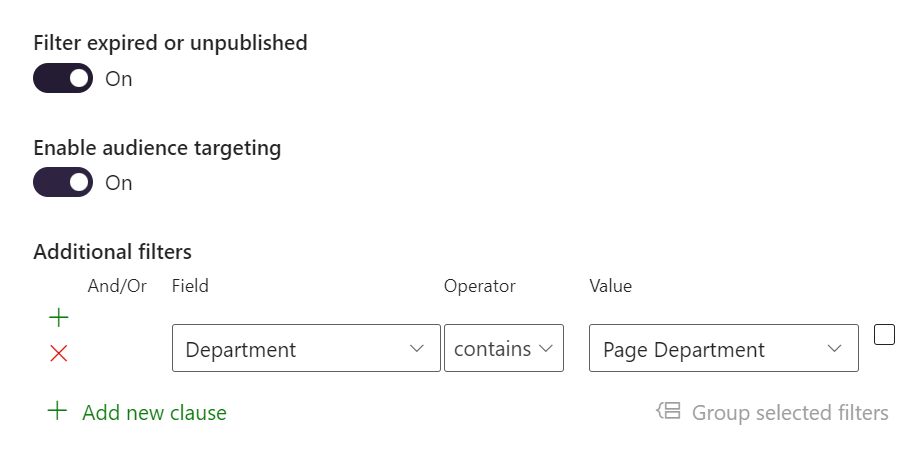 Filter expired or unpublished
On
Enable audience targeting
On
Additional filters
And/Or Field Operator Value
Department contains Page Department
Add new clause Group selected filters